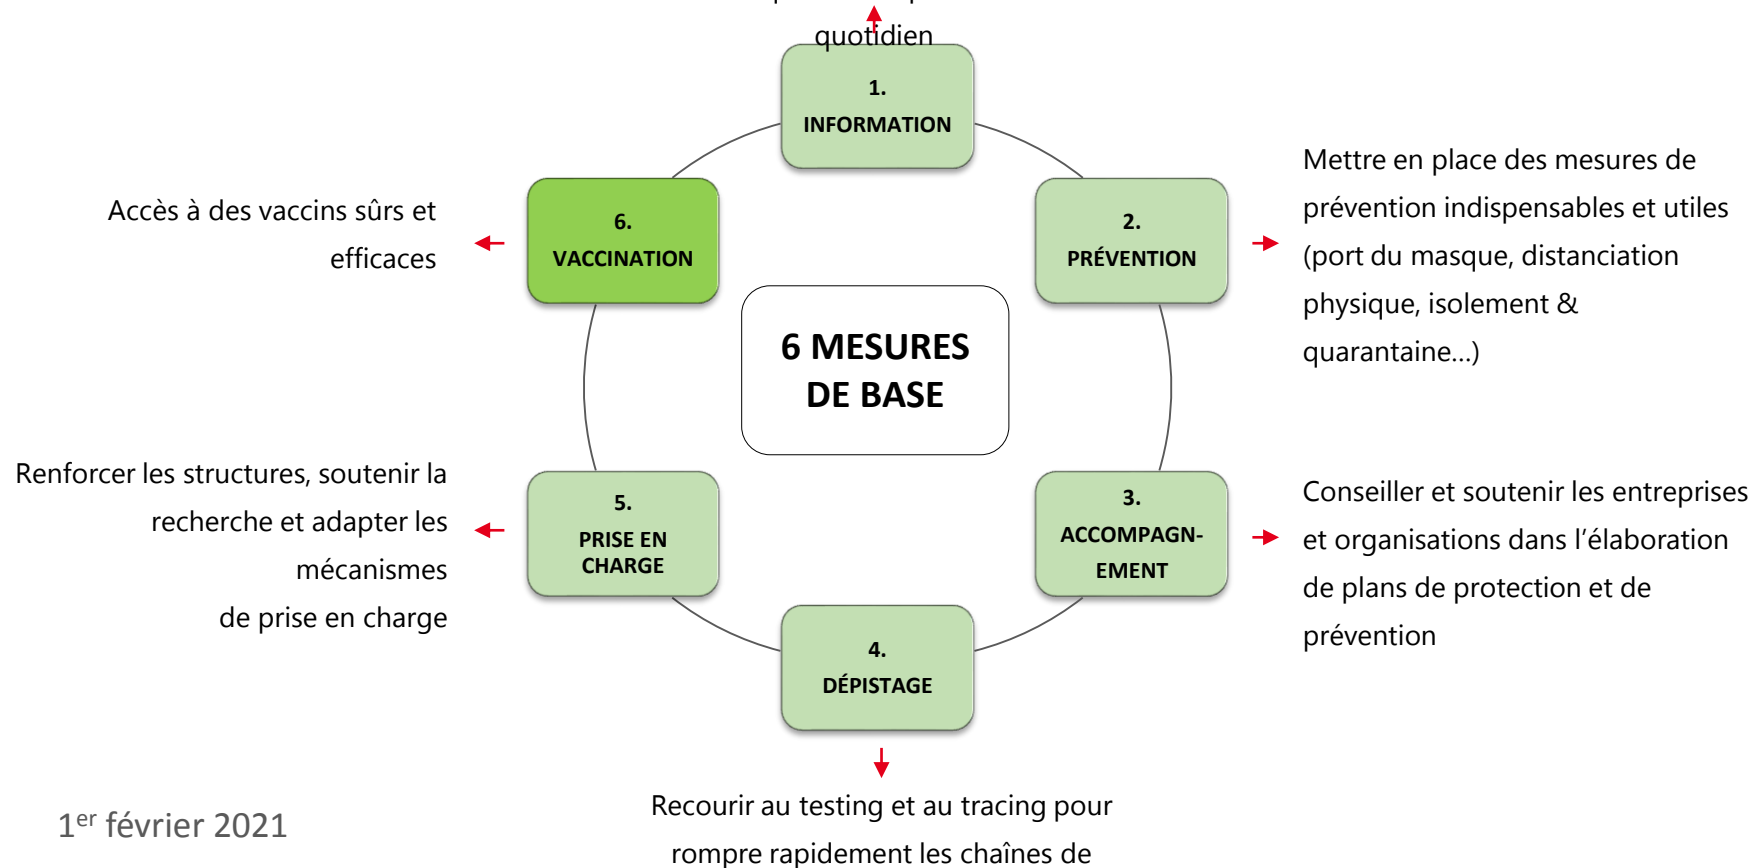 quotidien
1.
INFORMATION
2.
PRÉVENTION
Mettre en place des mesures de
prévention indispensables et utiles
(port du masque, distanciation
physique, isolement &
quarantaine...)
3.
ACCOMPAGN-
EMENT
Conseiller et soutenir les entreprises
et organisations dans l’élaboration
de plans de protection et de
prévention
4.
DÉPISTAGE
Recourir au testing et au tracing pour
rompre rapidement les chaînes de
5.
PRISE EN
CHARGE
Renforcer les structures, soutenir la
recherche et adapter les
mécanismes
de prise en charge
6.
VACCINATION
Accès à des vaccins sûrs et
efficaces
6 MESURES
DE BASE
1er février 2021